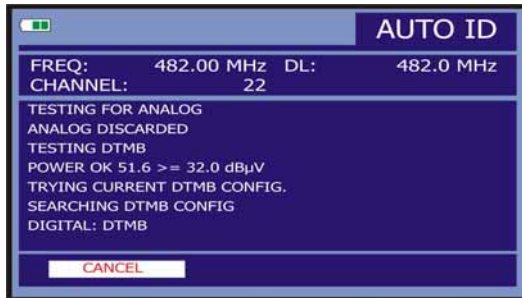 AUTO ID
FREQ: 482.00 MHz DL: 482.0 MHz
CHANNEL: 22
TESTING FOR ANALOG
ANALOG DISCARDED
TESTING DTMB
POWER OK 51.6 >= 32.0 dBµV
TRYING CURRENT DTMB CONFIG.
SEARCHING DTMB CONFIG
DIGITAL: DTMB
CANCEL